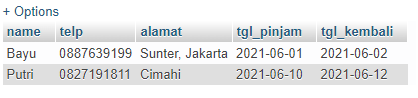 + Options
name telp alamat tgl_pinjam tgl_kembali
Bayu 0887639199 Sunter, Jakarta 2021-06-01 2021-06-02
Putri 0827191811 Cimahi 2021-06-10 2021-06-12